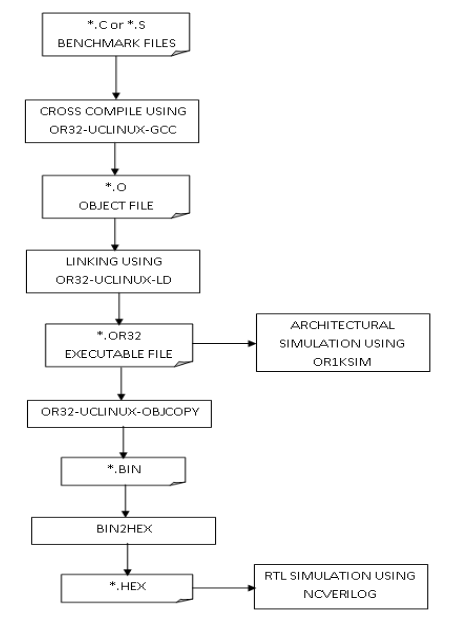 *.C or *.S
BENCHMARK FILES
CROSS COMPILE USING
OR32-UCLINUX-GCC
*.O
OBJECT FILE
LINKING USING
OR32-UCLINUX-LD
*.OR32
EXECUTABLE FILE
ARCHITECTURAL
SIMULATION USING
OR1KSIM
OR32-UCLINUX-OBJCOPY
*.BIN
BIN2HEX
*.HEX
RTL SIMULATION USING
NCVERILOG